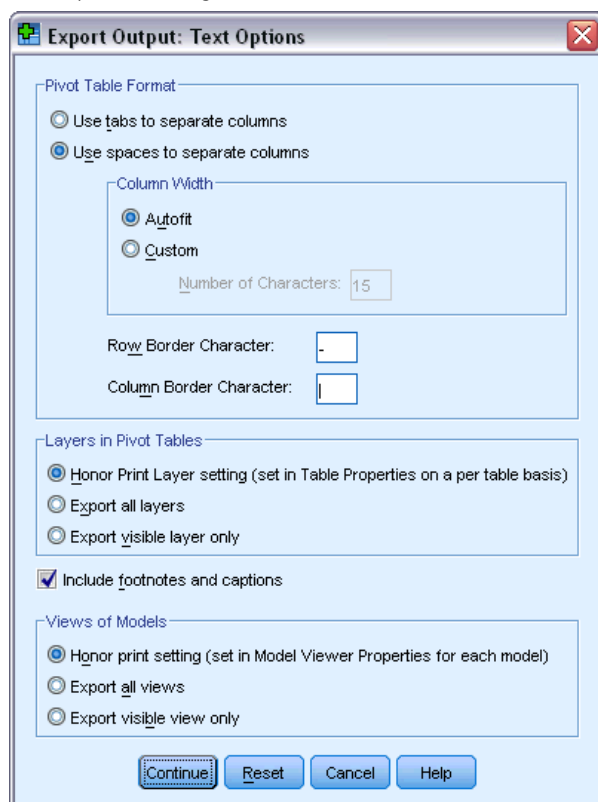 Export Output: Text Options
Pivot Table Format
Use tabs to separate columns
Use spaces to separate columns
Column Width
Autofit
Custom
Number of Characters: 15
Row Border Character: -
Column Border Character: |
Layers in Pivot Tables
Honor Print Layer setting (set in Table Properties on a per table basis)
Export all layers
Export visible layer only
Include footnotes and captions
Views of Models
Honor print setting (set in Model Viewer Properties for each model)
Export all views
Export visible view only
Continue Reset Cancel Help